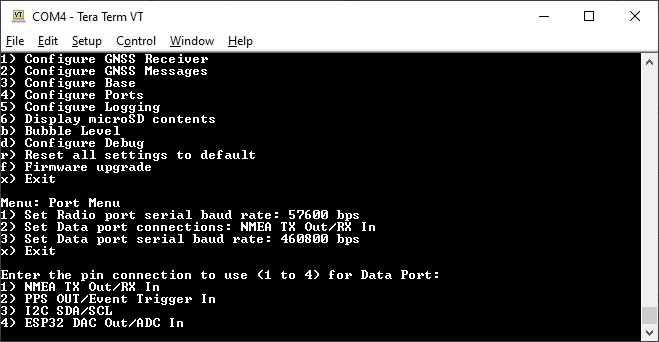 COM4 - Tera Term VT
File Edit Setup Control Window Help
1) Configure GNSS Receiver
2) Configure GNSS Messages
3) Configure Base
4) Configure Ports
5) Configure Logging
6) Display microSD contents
b) Bubble Level
d) Configure Debug
r) Reset all settings to default
f) Firmware upgrade
x) Exit
Menu: Port Menu
1) Set Radio port serial baud rate: 57600 bps
2) Set Data port connections: NMEA TX Out/RX In
3) Set Data port serial baud rate: 460800 bps
x) Exit
Enter the pin connection to use (1 to 4) for Data Port:
1) NMEA TX Out/RX In
2) PPS OUT/Event Trigger In
3) I2C SDA/SCL
4) ESP32 DAC Out/ADC In